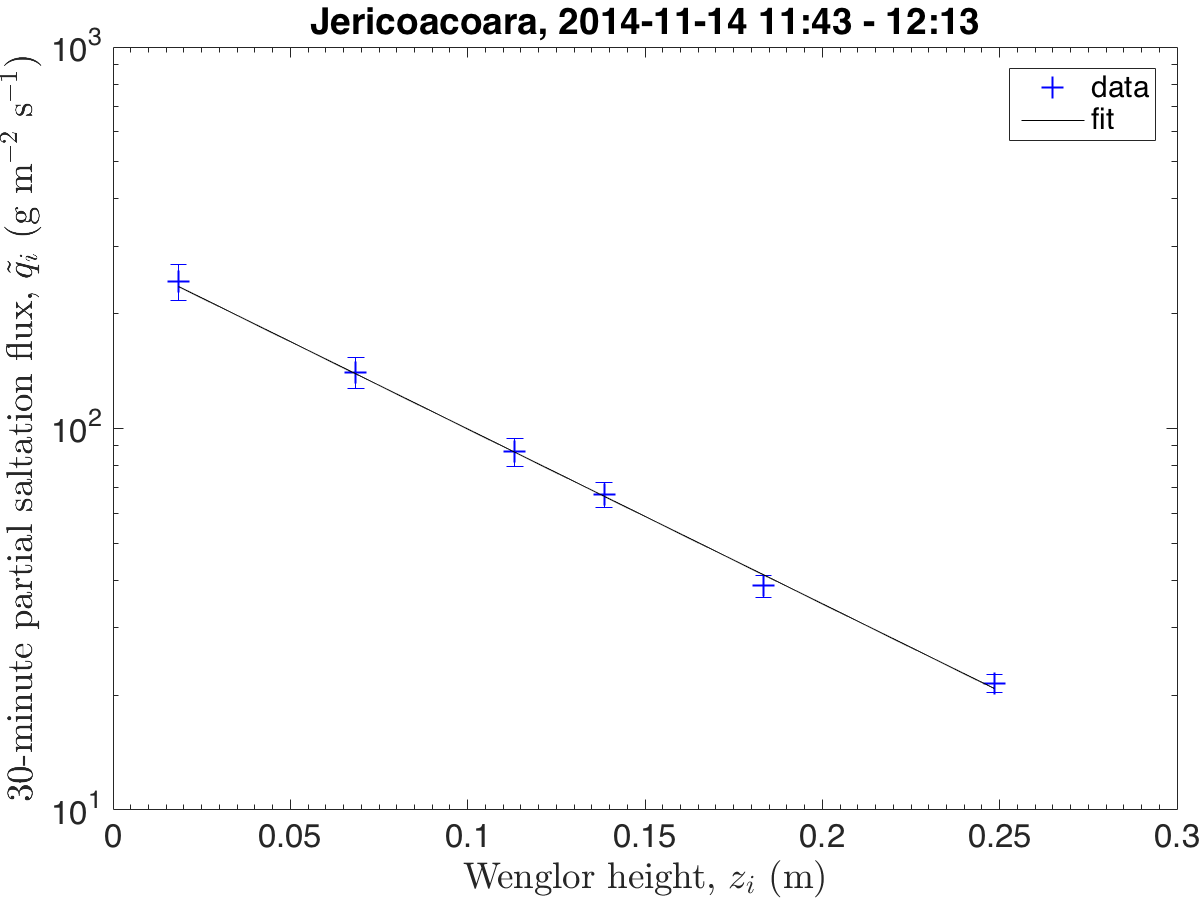 Jericoacoara, 2014-11-14 11:43 - 12:13
data
fit
30-minute partial saltation flux, q̃ᵢ (g m⁻² s⁻¹)
10³
10²
10¹
0 0.05 0.1 0.15 0.2 0.25 0.3
Wenglor height, zᵢ (m)